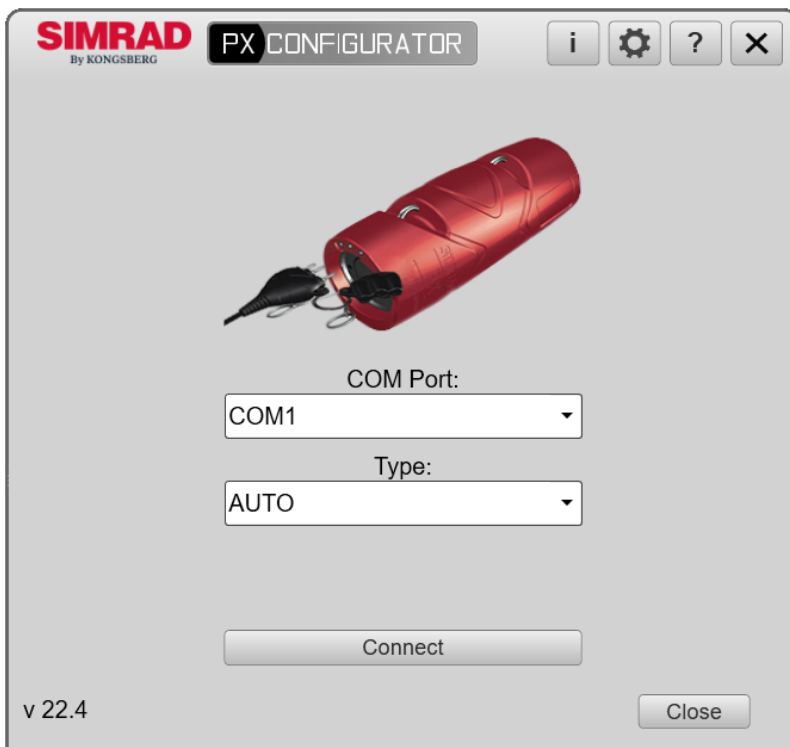 SIMRAD
By KONGSBERG
PX CONFIGURATOR
i
?
COM Port:
COM1
Type:
AUTO
Connect
v 22.4
Close